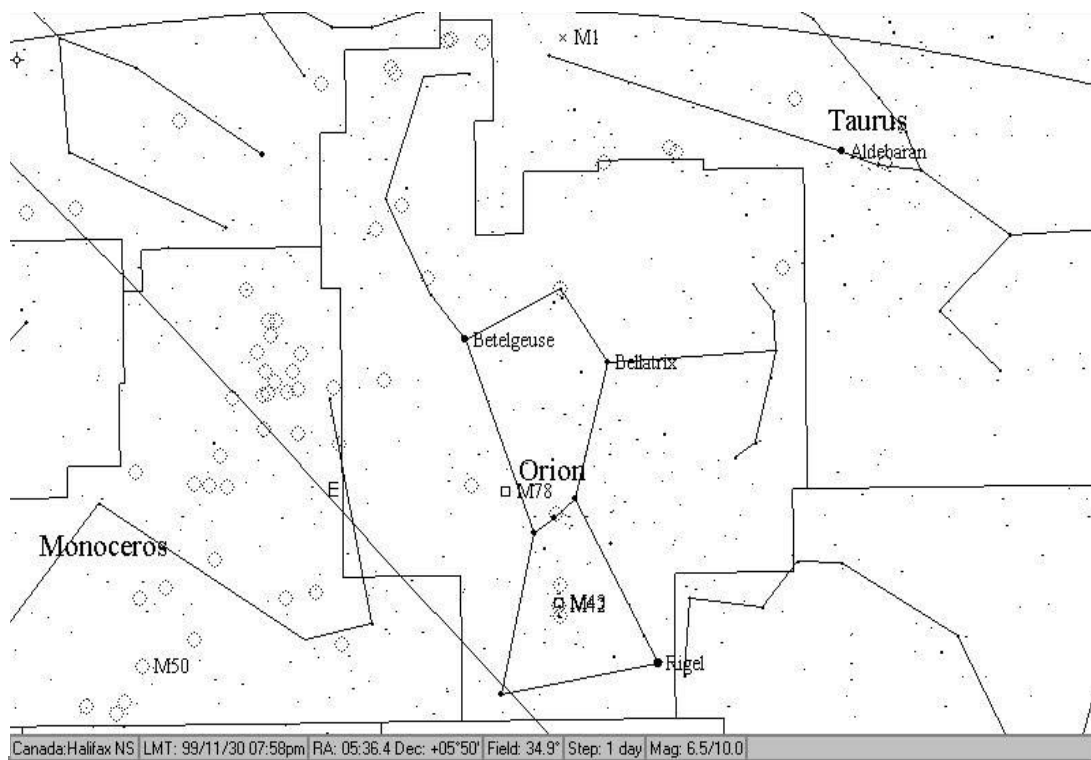 M1
Taurus
Aldebaran
Betelgeuse
Bellatrix
Orion
E
M78
Monoceros
M42
M50
Rigel
Canada:Halifax NS LMT: 99/11/30 07:58pm RA: 05:36.4 Dec: +05°50' Field: 34.9° Step: 1 day Mag: 6.5/10.0